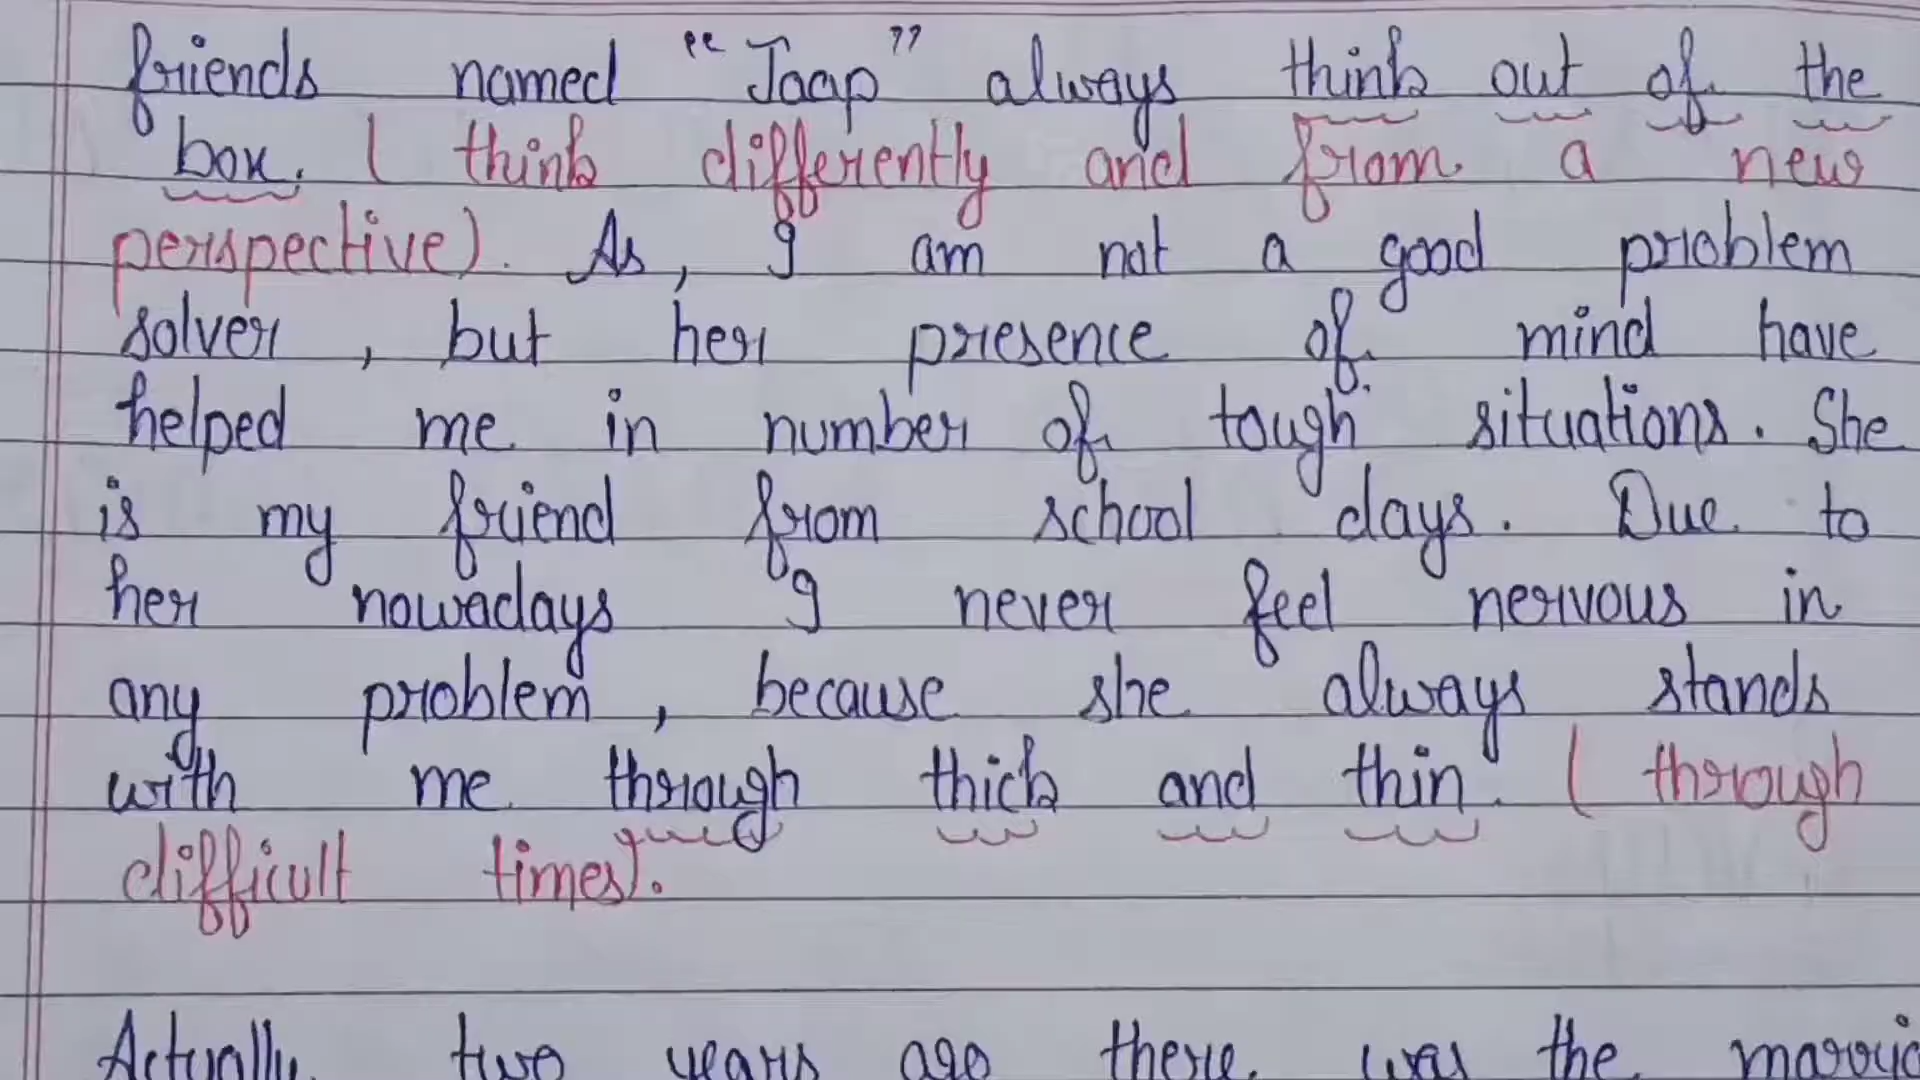 friends named "Jaap" always think out of the
box. ( think differently and from a new
perspective). As, I am not a good problem
solver, but her presence of mind have
helped me in number of tough situations. She
is my friend from school days. Due to
her nowadays I never feel nervous in
any problem, because she always stands
with me through thick and thin. ( through
difficult times).
Actually, two years ago there was the